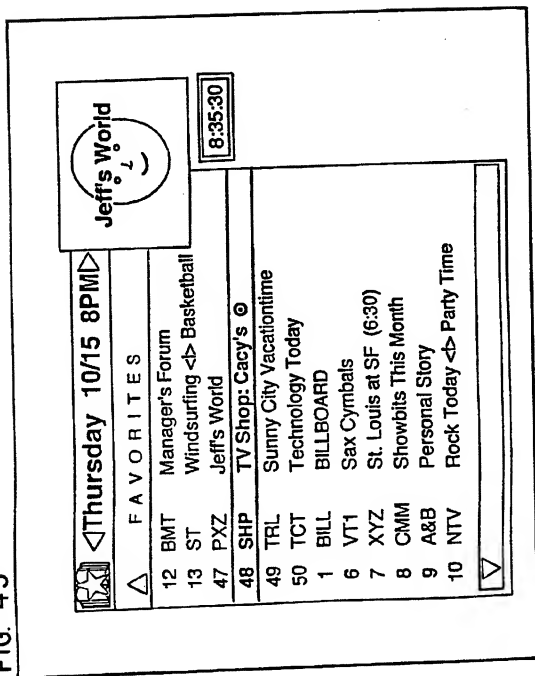 ◁Thursday 10/15 8PM▷
Jeff's World
8:35:30
△ FAVORITES
12 BMT Manager's Forum
13 ST Windsurfing <|> Basketball
47 PXZ Jeff's World
48 SHP TV Shop: Cacy's ⊚
49 TRL Sunny City Vacationtime
50 TCT Technology Today
1 BILL BILLBOARD
6 VT1 Sax Cymbals
7 XYZ St. Louis at SF (6:30)
8 CMM Showbits This Month
9 A&B Personal Story
10 NTV Rock Today <|> Party Time
▽